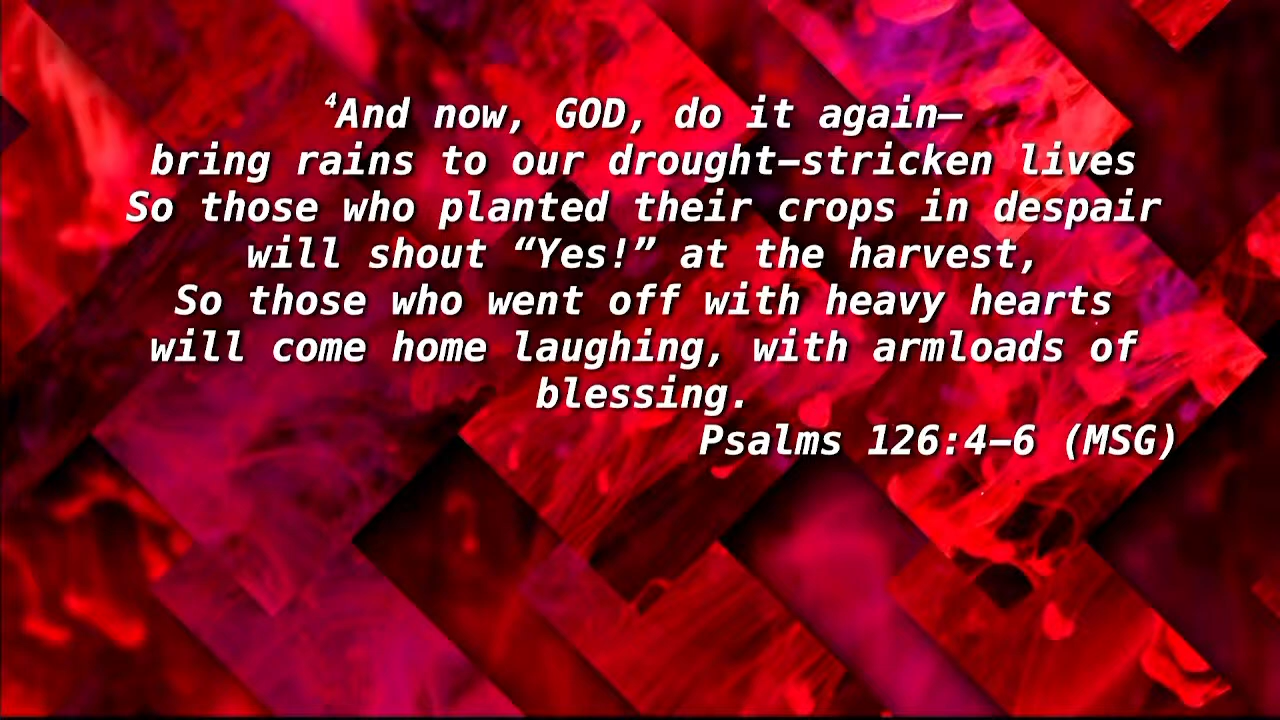 ⁴And now, GOD, do it again—
bring rains to our drought–stricken lives
So those who planted their crops in despair
will shout “Yes!” at the harvest,
So those who went off with heavy hearts
will come home laughing, with armloads of
blessing.
Psalms 126:4–6 (MSG)